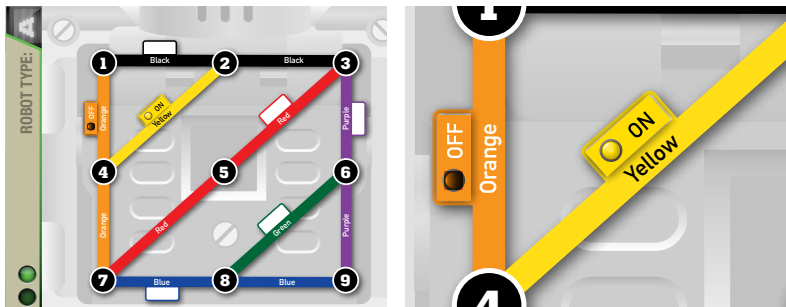 A
ROBOT TYPE:
1
Black
2
Black
3
OFF
Orange
ON
Yellow
Red
Purple
4
5
6
Orange
Red
Green
Purple
7
Blue
8
Blue
9
1
OFF
Orange
ON
Yellow
4